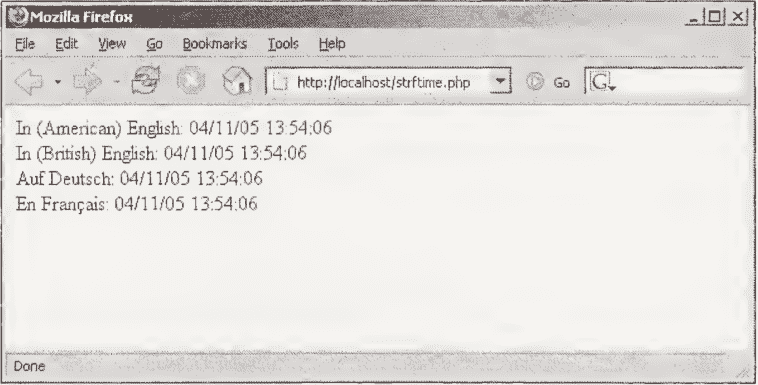 Mozilla Firefox
File Edit View Go Bookmarks Tools Help
http://localhost/strftime.php Go G
In (American) English: 04/11/05 13:54:06
In (British) English: 04/11/05 13:54:06
Auf Deutsch: 04/11/05 13:54:06
En Français: 04/11/05 13:54:06
Done